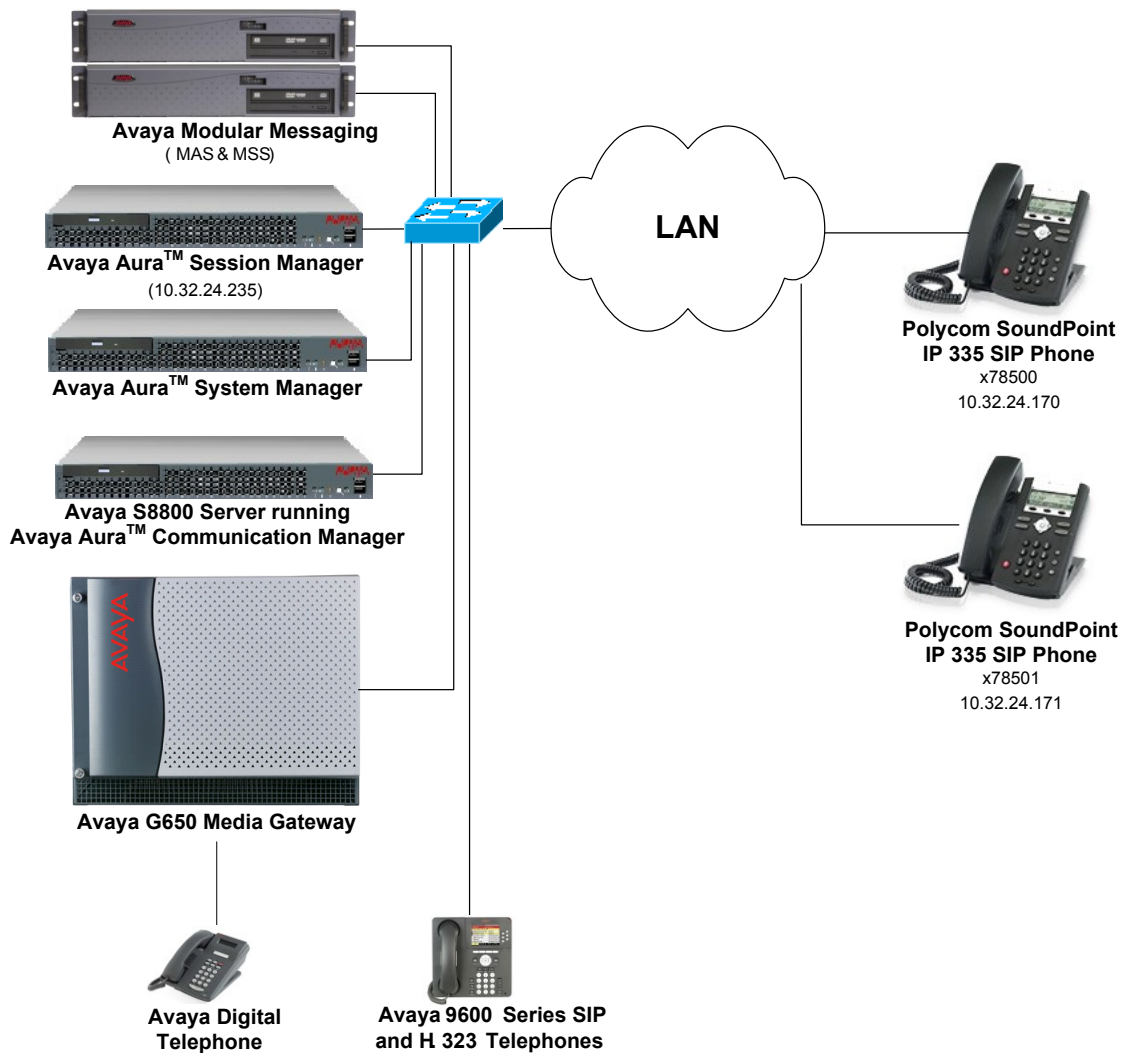 Avaya Modular Messaging
( MAS & MSS)
Avaya Aura™ Session Manager
(10.32.24.235)
Avaya Aura™ System Manager
Avaya S8800 Server running
Avaya Aura™ Communication Manager
AVAYA
Avaya G650 Media Gateway
Avaya Digital
Telephone
Avaya 9600 Series SIP
and H. 323 Telephones
LAN
Polycom SoundPoint
IP 335 SIP Phone
x78500
10.32.24.170
Polycom SoundPoint
IP 335 SIP Phone
x78501
10.32.24.171